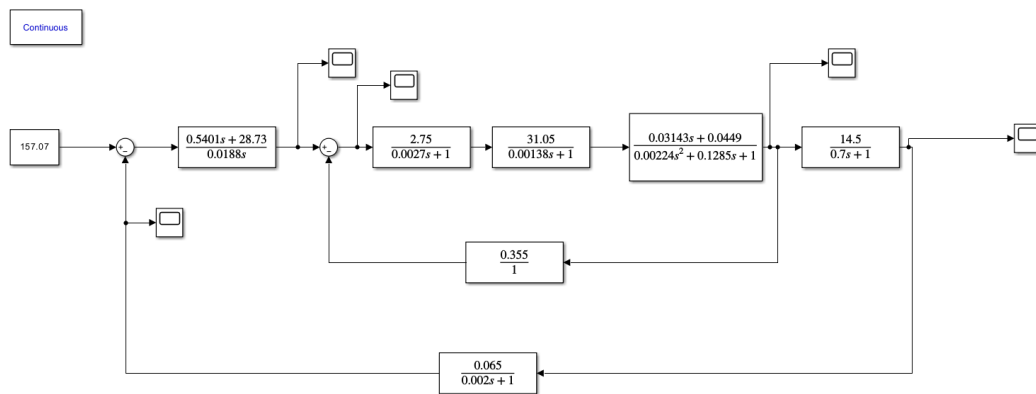 Continuous
157.07
+
-
0.5401s + 28.73
0.0188s
+
-
2.75
0.0027s + 1
31.05
0.00138s + 1
0.03143s + 0.0449
0.00224s² + 0.1285s + 1
14.5
0.7s + 1
0.355
1
0.065
0.002s + 1